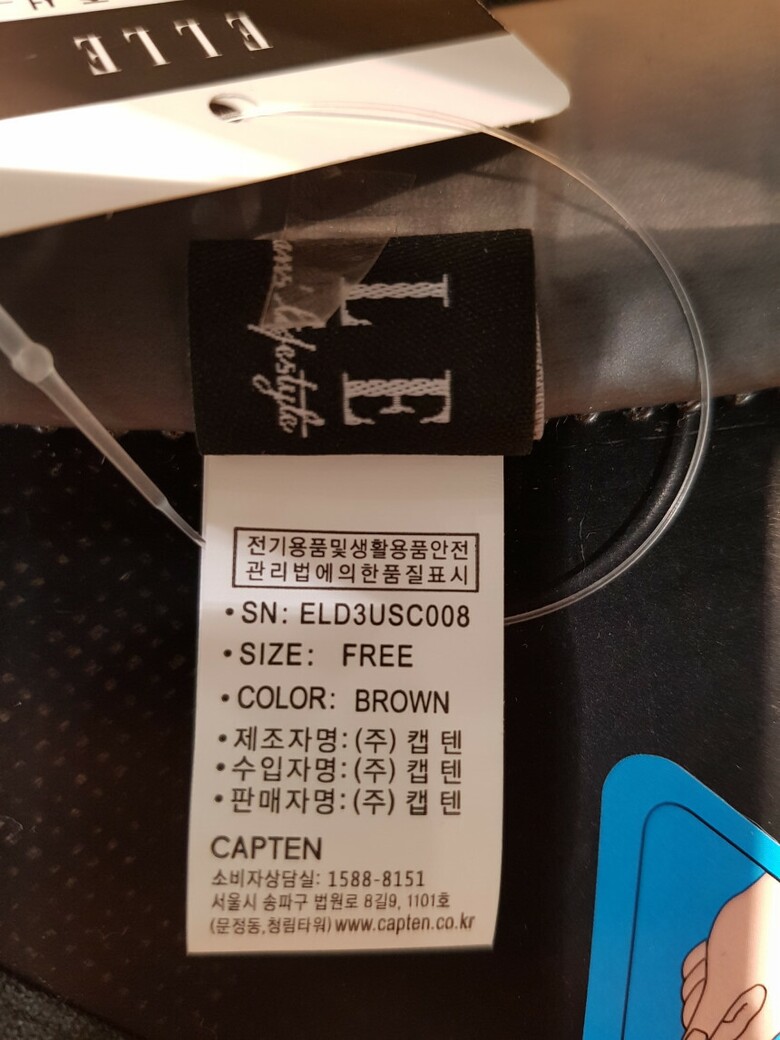 ELLE
LE
Lifestyle
전기용품및생활용품안전
관리법에의한품질표시
•SN: ELD3USC008
•SIZE: FREE
•COLOR: BROWN
•제조자명:(주) 캡 텐
•수입자명:(주) 캡 텐
•판매자명:(주) 캡 텐
CAPTEN
소비자상담실: 1588-8151
서울시 송파구 법원로 8길9, 1101호
(문정동,청림타워)www.capten.co.kr